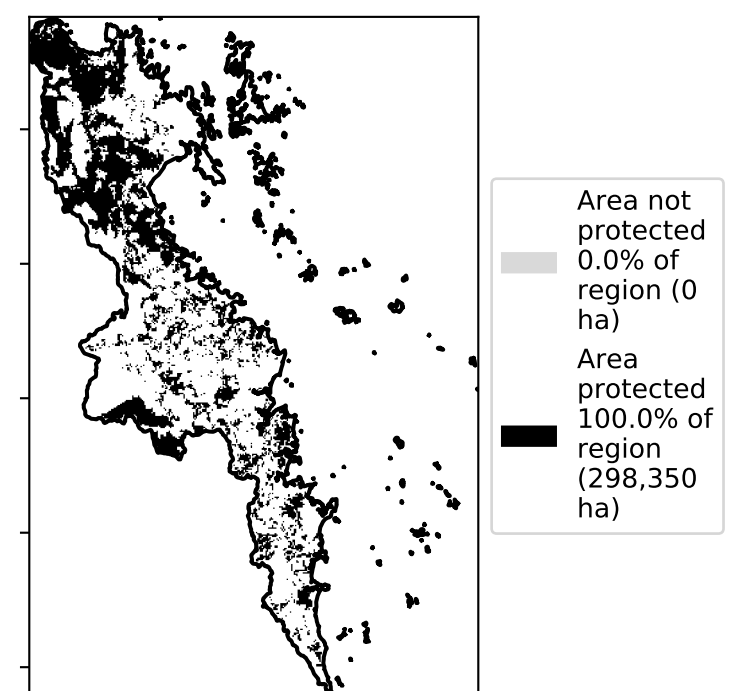 Area not
protected
0.0% of
region (0
ha)
Area
protected
100.0% of
region
(298,350
ha)